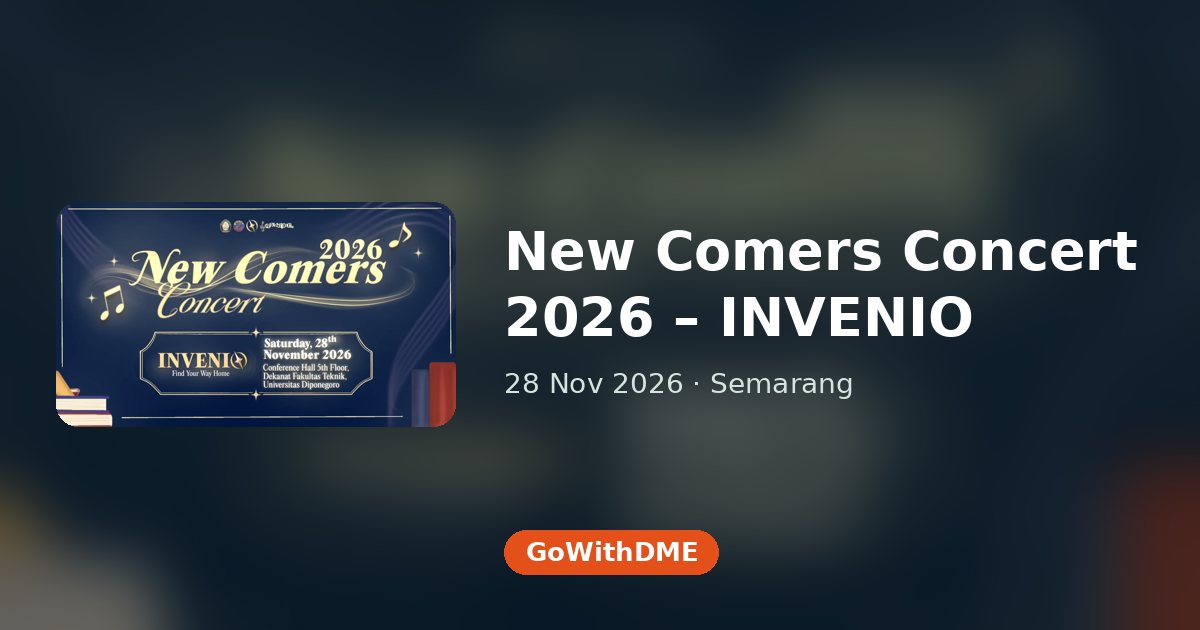 2026
New Comers
Concert
INVENIO
Find Your Way Home
Saturday, 28th
November 2026
Conference Hall 5th Floor,
Dekanat Fakultas Teknik,
Universitas Diponegoro
New Comers Concert
2026 – INVENIO
28 Nov 2026 · Semarang
GoWithDME